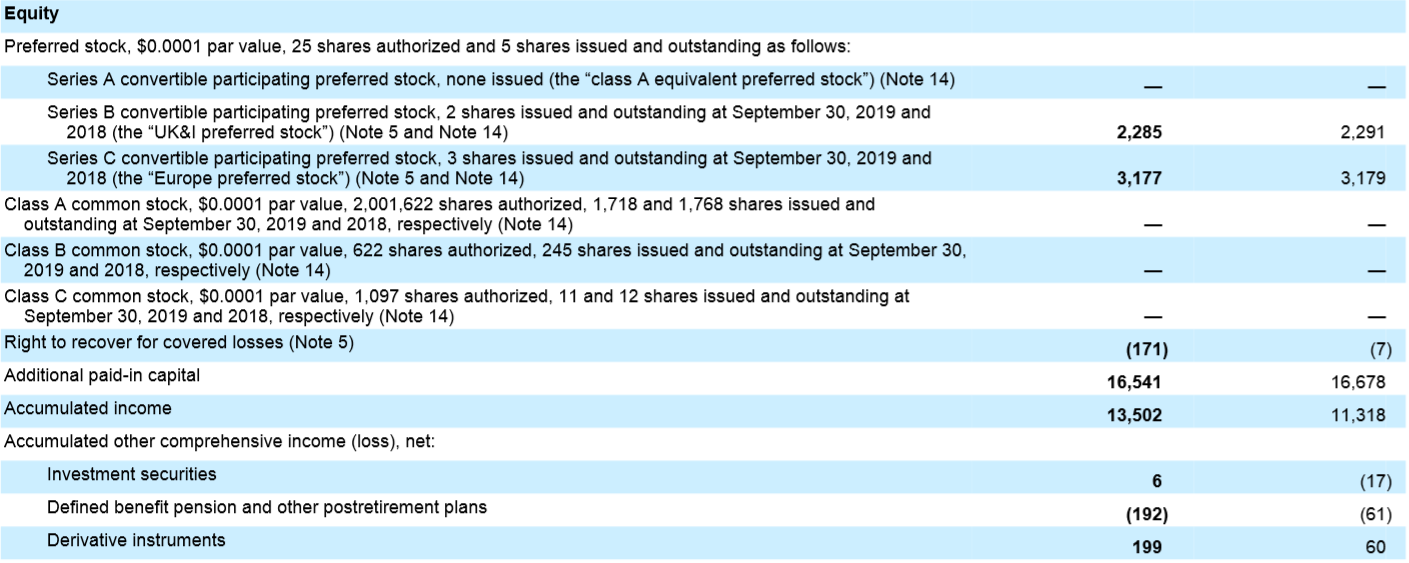 Equity
Preferred stock, $0.0001 par value, 25 shares authorized and 5 shares issued and outstanding as follows:
Series A convertible participating preferred stock, none issued (the “class A equivalent preferred stock”) (Note 14) — —
Series B convertible participating preferred stock, 2 shares issued and outstanding at September 30, 2019 and
2018 (the “UK&I preferred stock”) (Note 5 and Note 14) 2,285 2,291
Series C convertible participating preferred stock, 3 shares issued and outstanding at September 30, 2019 and
2018 (the “Europe preferred stock”) (Note 5 and Note 14) 3,177 3,179
Class A common stock, $0.0001 par value, 2,001,622 shares authorized, 1,718 and 1,768 shares issued and
outstanding at September 30, 2019 and 2018, respectively (Note 14) — —
Class B common stock, $0.0001 par value, 622 shares authorized, 245 shares issued and outstanding at September 30,
2019 and 2018, respectively (Note 14) — —
Class C common stock, $0.0001 par value, 1,097 shares authorized, 11 and 12 shares issued and outstanding at
September 30, 2019 and 2018, respectively (Note 14) — —
Right to recover for covered losses (Note 5) (171) (7)
Additional paid-in capital 16,541 16,678
Accumulated income 13,502 11,318
Accumulated other comprehensive income (loss), net:
Investment securities 6 (17)
Defined benefit pension and other postretirement plans (192) (61)
Derivative instruments 199 60